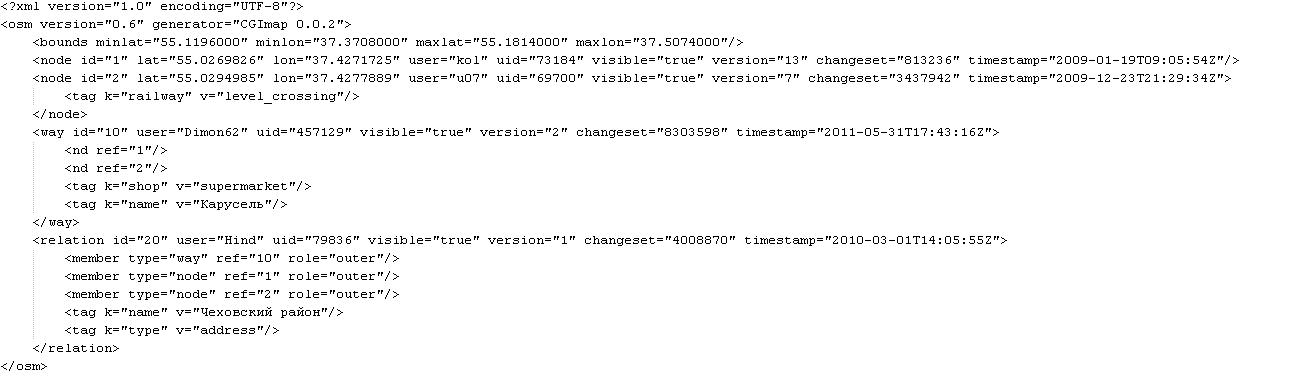 <?xml version="1.0" encoding="UTF-8"?>
<osm version="0.6" generator="CGImap 0.0.2">
<bounds minlat="55.1196000" minlon="37.3708000" maxlat="55.1814000" maxlon="37.5074000"/>
<node id="1" lat="55.0269826" lon="37.4271725" user="kol" uid="73184" visible="true" version="13" changeset="813236" timestamp="2009-01-19T09:05:54Z"/>
<node id="2" lat="55.0294985" lon="37.4277889" user="u07" uid="69700" visible="true" version="7" changeset="3437942" timestamp="2009-12-23T21:29:34Z">
<tag k="railway" v="level_crossing"/>
</node>
<way id="10" user="Dimon62" uid="457129" visible="true" version="2" changeset="8303598" timestamp="2011-05-31T17:43:16Z">
<nd ref="1"/>
<nd ref="2"/>
<tag k="shop" v="supermarket"/>
<tag k="name" v="Карусель"/>
</way>
<relation id="20" user="Hind" uid="79836" visible="true" version="1" changeset="4008870" timestamp="2010-03-01T14:05:55Z">
<member type="way" ref="10" role="outer"/>
<member type="node" ref="1" role="outer"/>
<member type="node" ref="2" role="outer"/>
<tag k="name" v="Чеховский район"/>
<tag k="type" v="address"/>
</relation>
</osm>